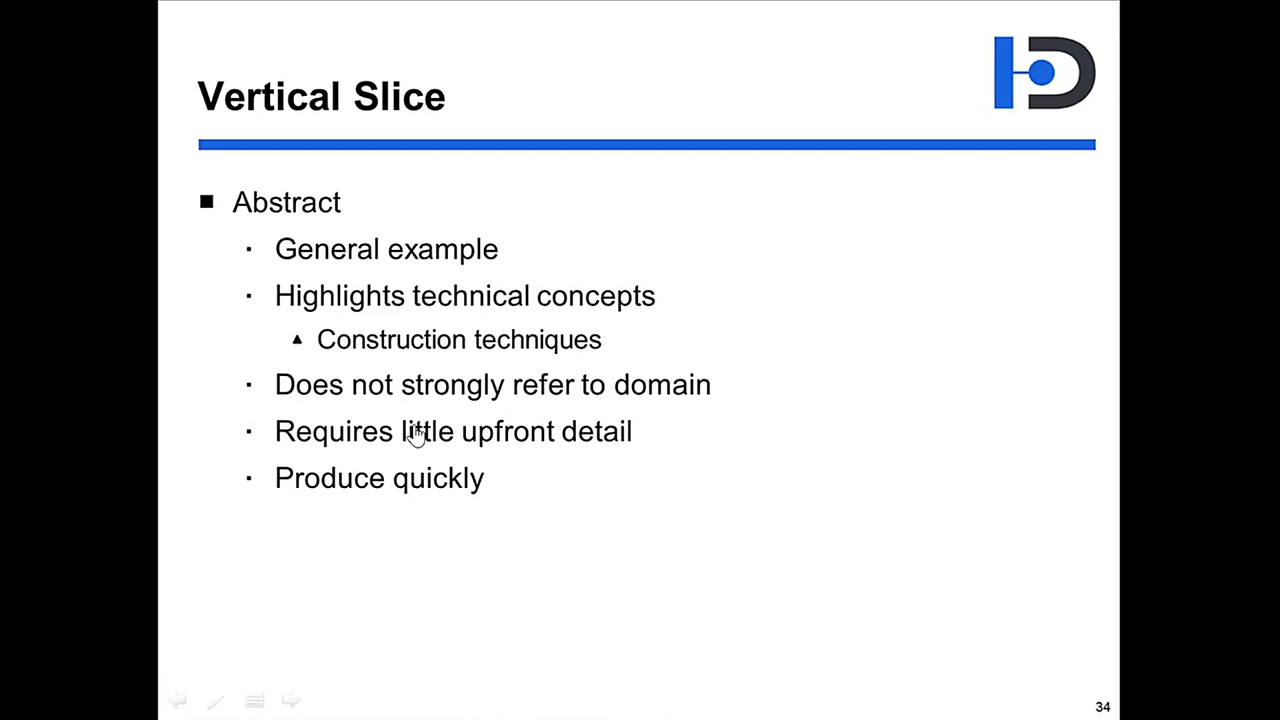 Vertical Slice
Abstract
General example
Highlights technical concepts
Construction techniques
Does not strongly refer to domain
Requires little upfront detail
Produce quickly
34